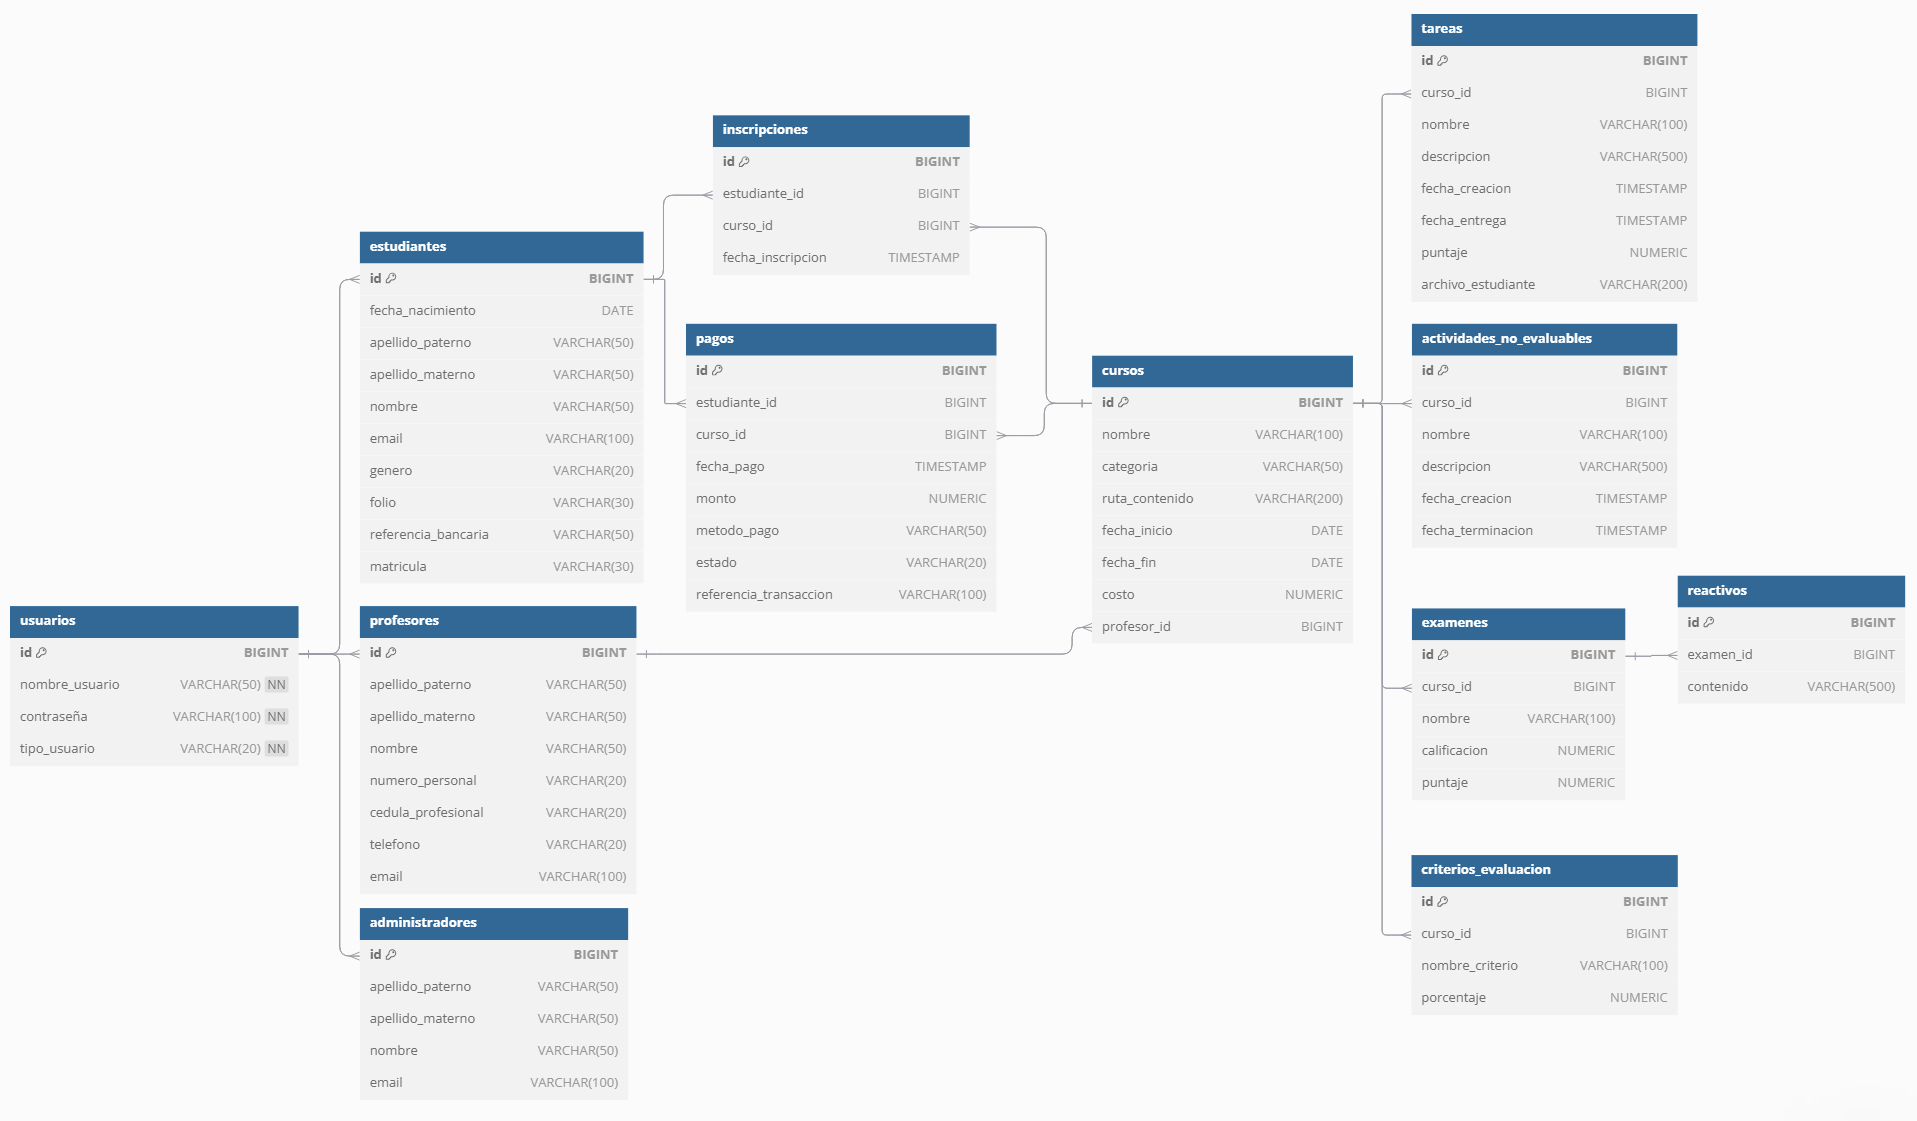 usuarios
id BIGINT
nombre_usuario VARCHAR(50) NN
contraseña VARCHAR(100) NN
tipo_usuario VARCHAR(20) NN
estudiantes
id BIGINT
fecha_nacimiento DATE
apellido_paterno VARCHAR(50)
apellido_materno VARCHAR(50)
nombre VARCHAR(50)
email VARCHAR(100)
genero VARCHAR(20)
folio VARCHAR(30)
referencia_bancaria VARCHAR(50)
matricula VARCHAR(30)
profesores
id BIGINT
apellido_paterno VARCHAR(50)
apellido_materno VARCHAR(50)
nombre VARCHAR(50)
numero_personal VARCHAR(20)
cedula_profesional VARCHAR(20)
telefono VARCHAR(20)
email VARCHAR(100)
administradores
id BIGINT
apellido_paterno VARCHAR(50)
apellido_materno VARCHAR(50)
nombre VARCHAR(50)
email VARCHAR(100)
inscripciones
id BIGINT
estudiante_id BIGINT
curso_id BIGINT
fecha_inscripcion TIMESTAMP
pagos
id BIGINT
estudiante_id BIGINT
curso_id BIGINT
fecha_pago TIMESTAMP
monto NUMERIC
metodo_pago VARCHAR(50)
estado VARCHAR(20)
referencia_transaccion VARCHAR(100)
cursos
id BIGINT
nombre VARCHAR(100)
categoria VARCHAR(50)
ruta_contenido VARCHAR(200)
fecha_inicio DATE
fecha_fin DATE
costo NUMERIC
profesor_id BIGINT
tareas
id BIGINT
curso_id BIGINT
nombre VARCHAR(100)
descripcion VARCHAR(500)
fecha_creacion TIMESTAMP
fecha_entrega TIMESTAMP
puntaje NUMERIC
archivo_estudiante VARCHAR(200)
actividades_no_evaluables
id BIGINT
curso_id BIGINT
nombre VARCHAR(100)
descripcion VARCHAR(500)
fecha_creacion TIMESTAMP
fecha_terminacion TIMESTAMP
examenes
id BIGINT
curso_id BIGINT
nombre VARCHAR(100)
calificacion NUMERIC
puntaje NUMERIC
reactivos
id BIGINT
examen_id BIGINT
contenido VARCHAR(500)
criterios_evaluacion
id BIGINT
curso_id BIGINT
nombre_criterio VARCHAR(100)
porcentaje NUMERIC